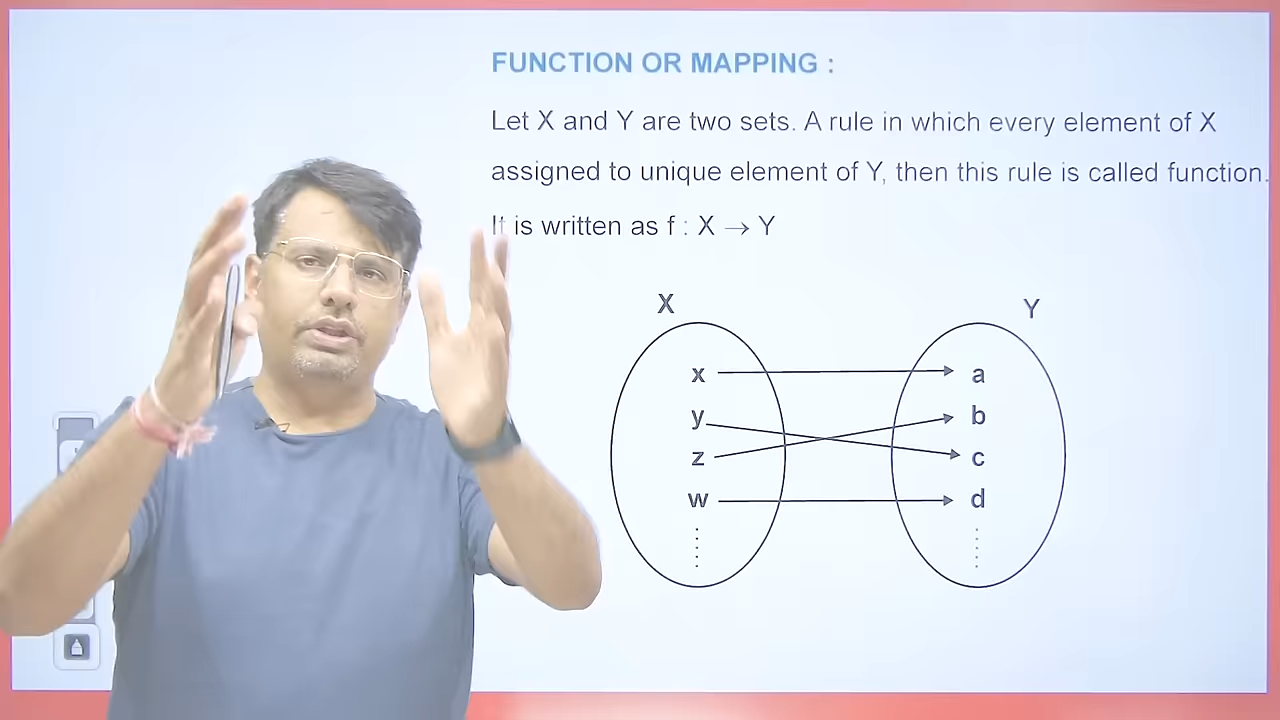 FUNCTION OR MAPPING :
Let X and Y are two sets. A rule in which every element of X
assigned to unique element of Y, then this rule is called function.
It is written as f : X → Y
X Y
x a
y b
z c
w d